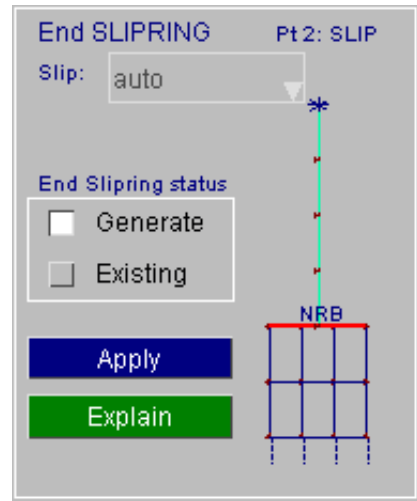 End SLIPRING Pt 2: SLIP
Slip: auto
End Slipring status
Generate
Existing
NRB
Apply
Explain